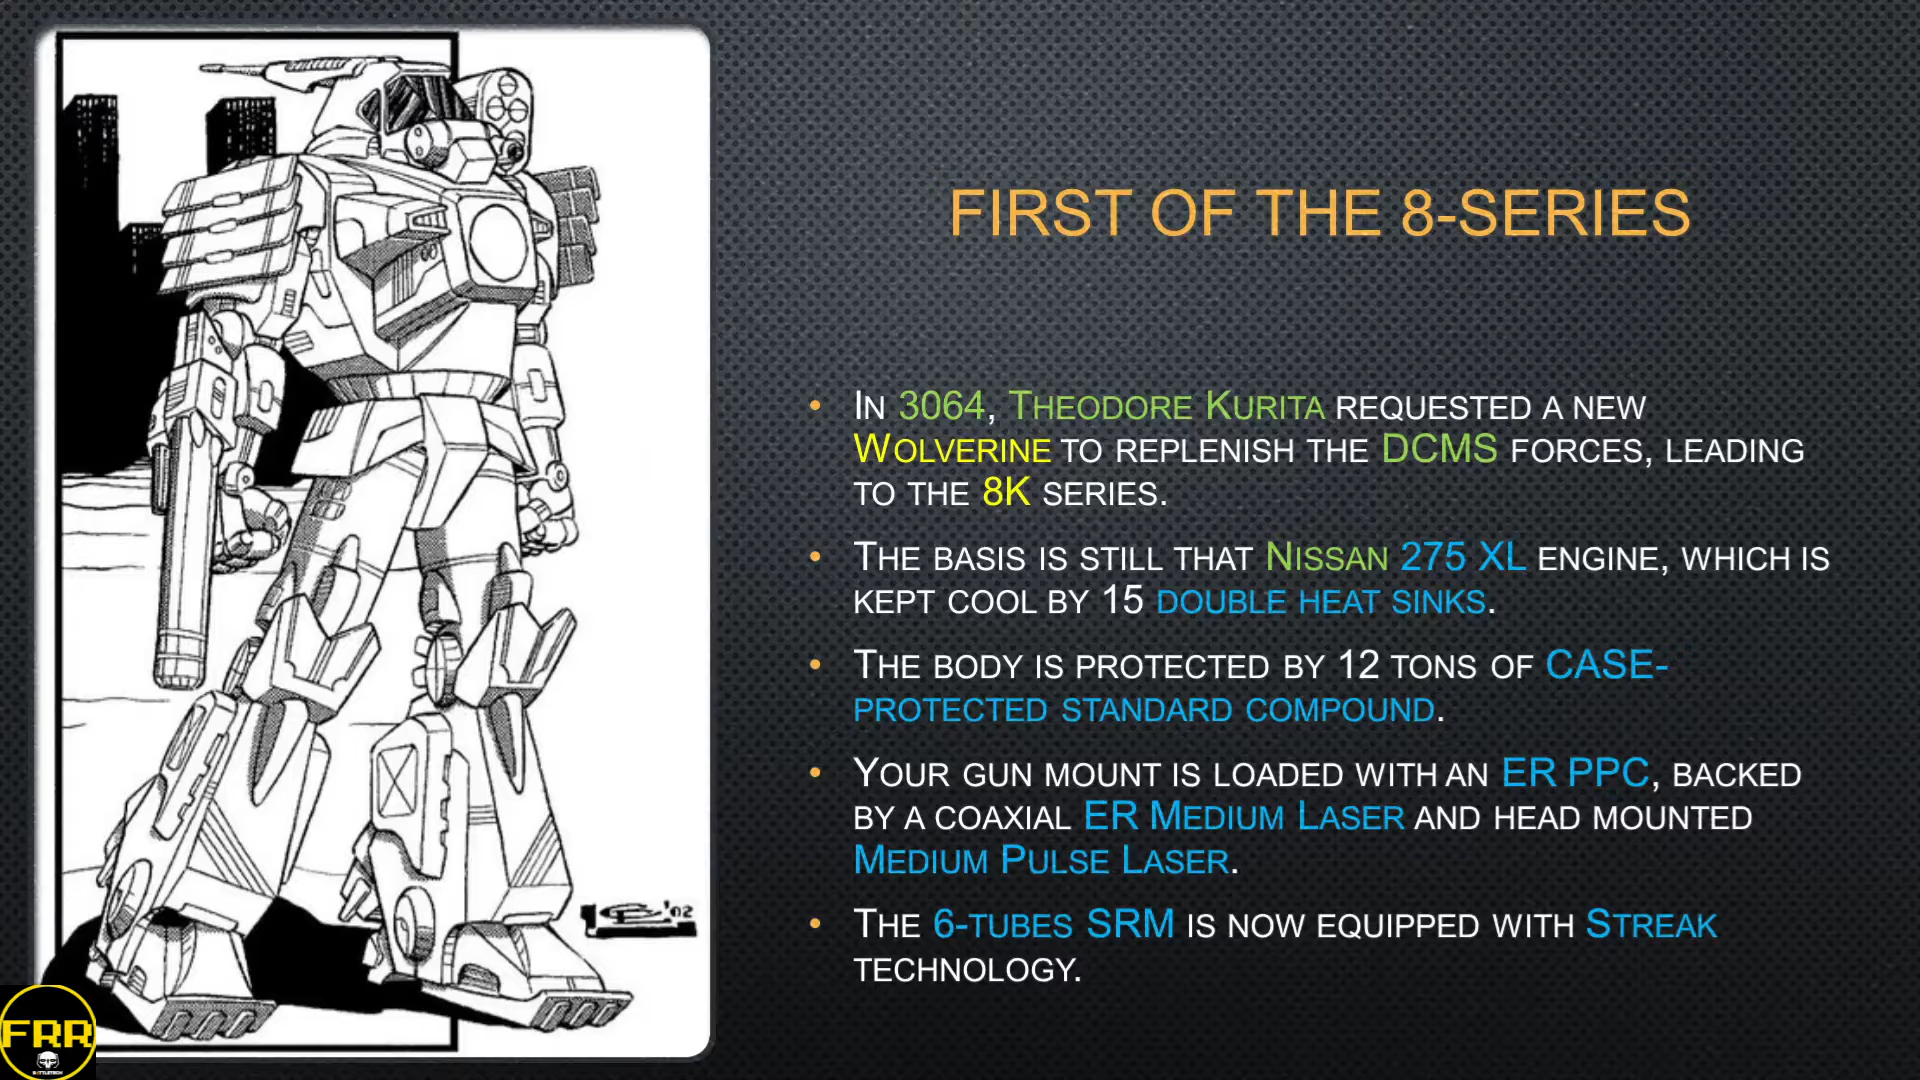 FIRST OF THE 8-SERIES
• IN 3064, THEODORE KURITA REQUESTED A NEW
WOLVERINE TO REPLENISH THE DCMS FORCES, LEADING
TO THE 8K SERIES.
• THE BASIS IS STILL THAT NISSAN 275 XL ENGINE, WHICH IS
KEPT COOL BY 15 DOUBLE HEAT SINKS.
• THE BODY IS PROTECTED BY 12 TONS OF CASE-
PROTECTED STANDARD COMPOUND.
• YOUR GUN MOUNT IS LOADED WITH AN ER PPC, BACKED
BY A COAXIAL ER MEDIUM LASER AND HEAD MOUNTED
MEDIUM PULSE LASER.
• THE 6-TUBES SRM IS NOW EQUIPPED WITH STREAK
TECHNOLOGY.
'02
FRR
BATTLETECH